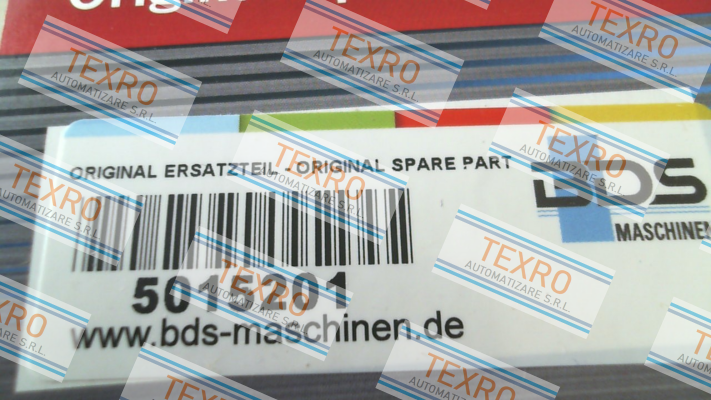 ORIGINAL ERSATZTEIL ORIGINAL SPARE PART
BDS
MASCHINEN
5015201
www.bds-maschinen.de
TEXRO
AUTOMATIZARE S.R.L.